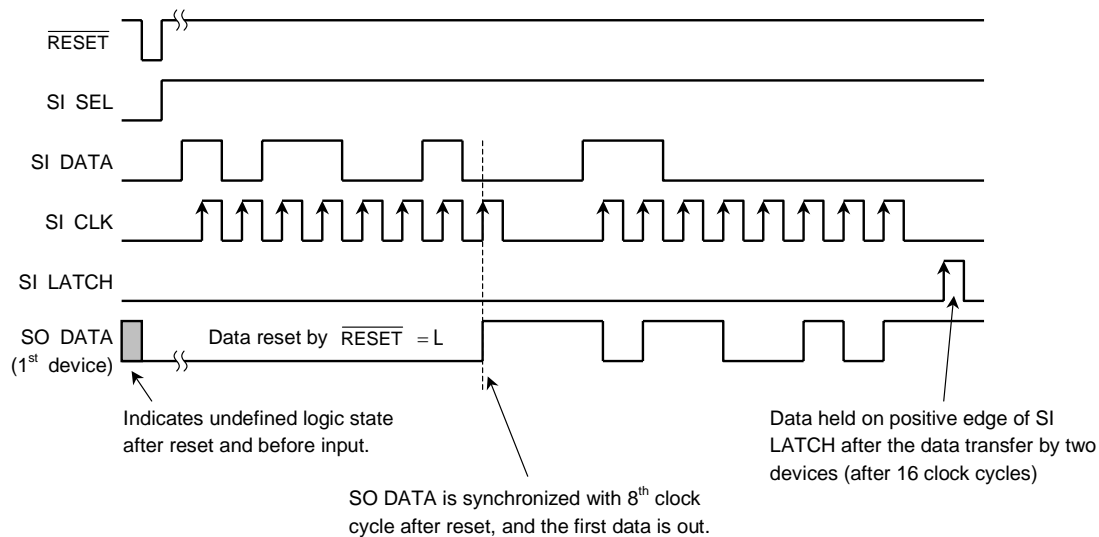 RESET
SI SEL
SI DATA
SI CLK
SI LATCH
SO DATA
(1st device)
Data reset by RESET = L
Indicates undefined logic state
after reset and before input.
Data held on positive edge of SI
LATCH after the data transfer by two
devices (after 16 clock cycles)
SO DATA is synchronized with 8th clock
cycle after reset, and the first data is out.